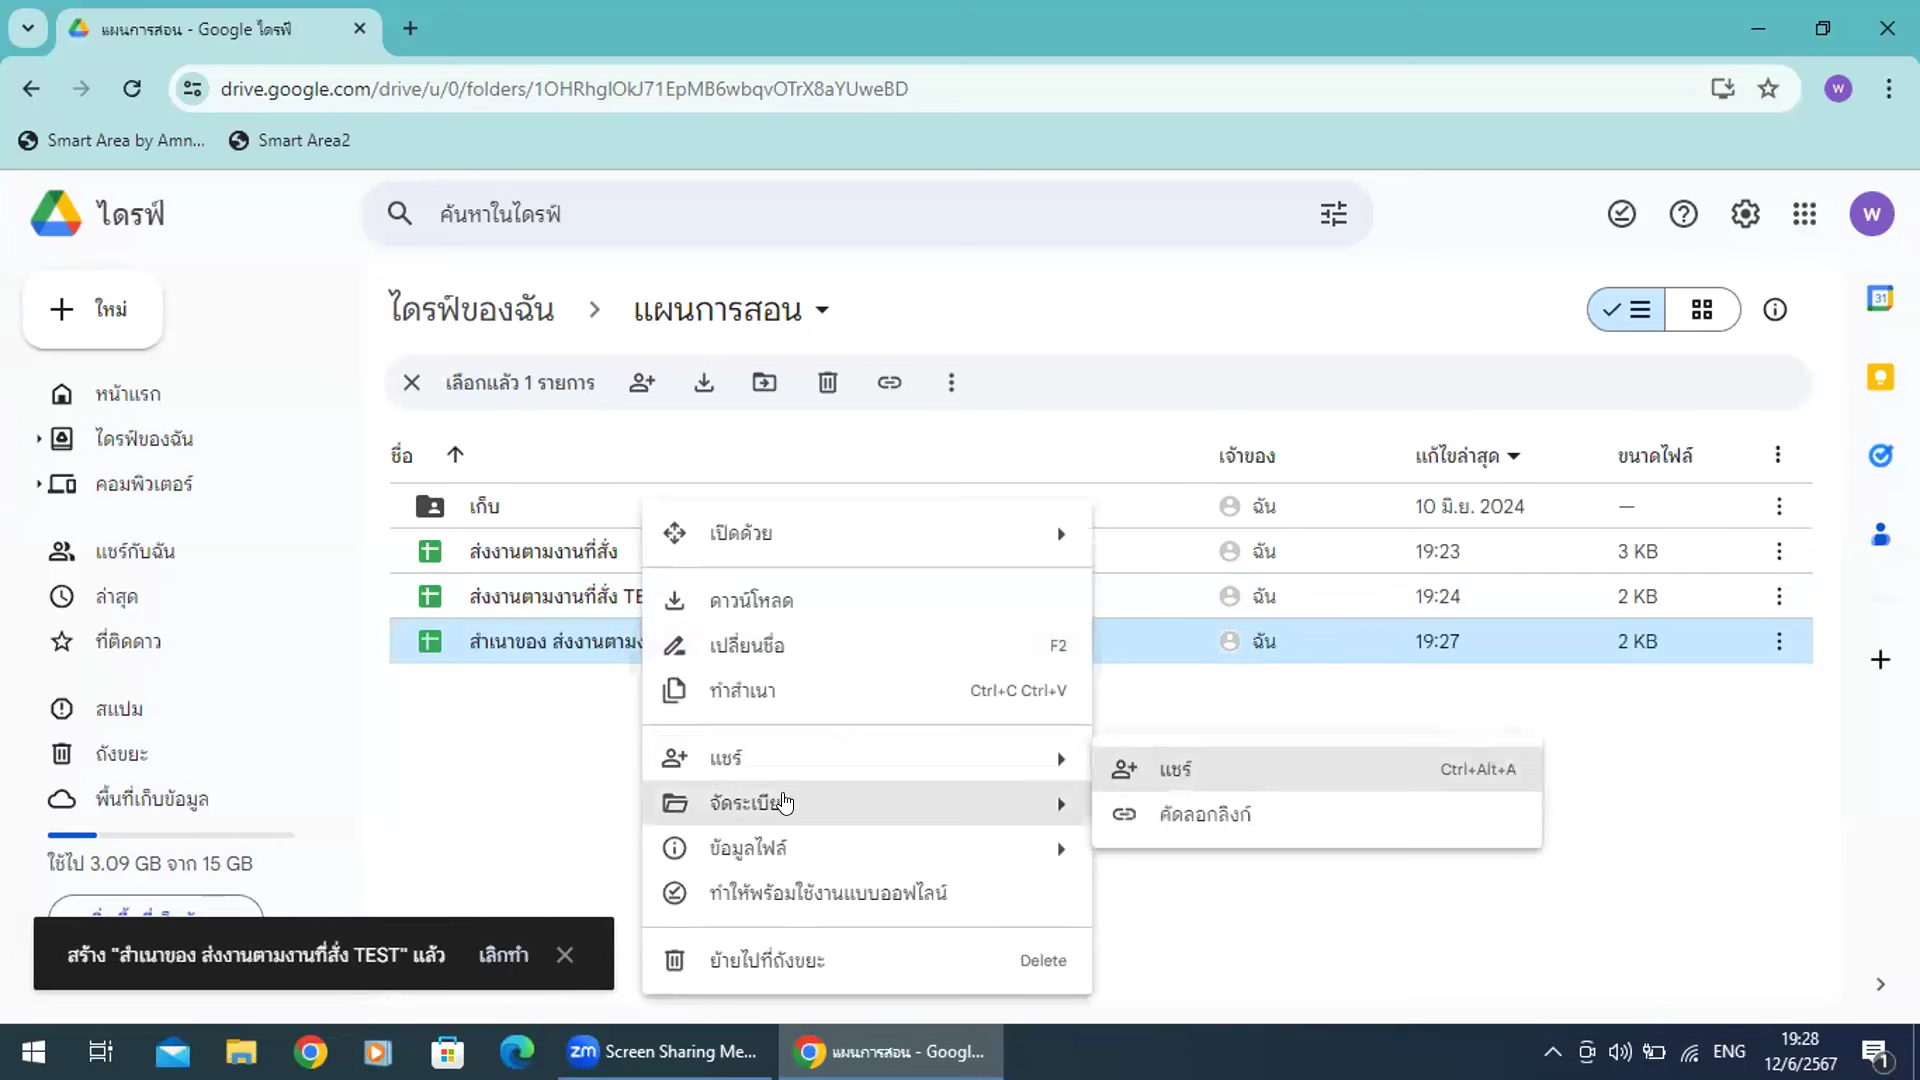 แผนการสอน - Google ไดรฟ์
drive.google.com/drive/u/0/folders/1OHRhglOkJ71EpMB6wbqvOTrX8aYUweBD
W
Smart Area by Amn...
Smart Area2
ไดรฟ์
ค้นหาในไดรฟ์
W
ใหม่
ไดรฟ์ของฉัน
แผนการสอน
31
เลือกแล้ว 1 รายการ
หน้าแรก
ไดรฟ์ของฉัน
คอมพิวเตอร์
แชร์กับฉัน
ล่าสุด
ที่ติดดาว
สแปม
ถังขยะ
พื้นที่เก็บข้อมูล
ใช้ไป 3.09 GB จาก 15 GB
ชื่อ
เจ้าของ
แก้ไขล่าสุด
ขนาดไฟล์
เก็บ
ฉัน
10 มิ.ย. 2024
—
ส่งงานตามงานที่สั่ง
ฉัน
19:23
3 KB
ส่งงานตามงานที่สั่ง TE
ฉัน
19:24
2 KB
สำเนาของ ส่งงานตามง
ฉัน
19:27
2 KB
เปิดด้วย
ดาวน์โหลด
เปลี่ยนชื่อ
F2
ทำสำเนา
Ctrl+C Ctrl+V
แชร์
จัดระเบีย
ข้อมูลไฟล์
ทำให้พร้อมใช้งานแบบออฟไลน์
ย้ายไปที่ถังขยะ
Delete
แชร์
Ctrl+Alt+A
คัดลอกลิงก์
สร้าง "สำเนาของ ส่งงานตามงานที่สั่ง TEST" แล้ว
เลิกทำ
zm
Screen Sharing Me...
แผนการสอน - Googl...
ENG
19:28
12/6/2567
1